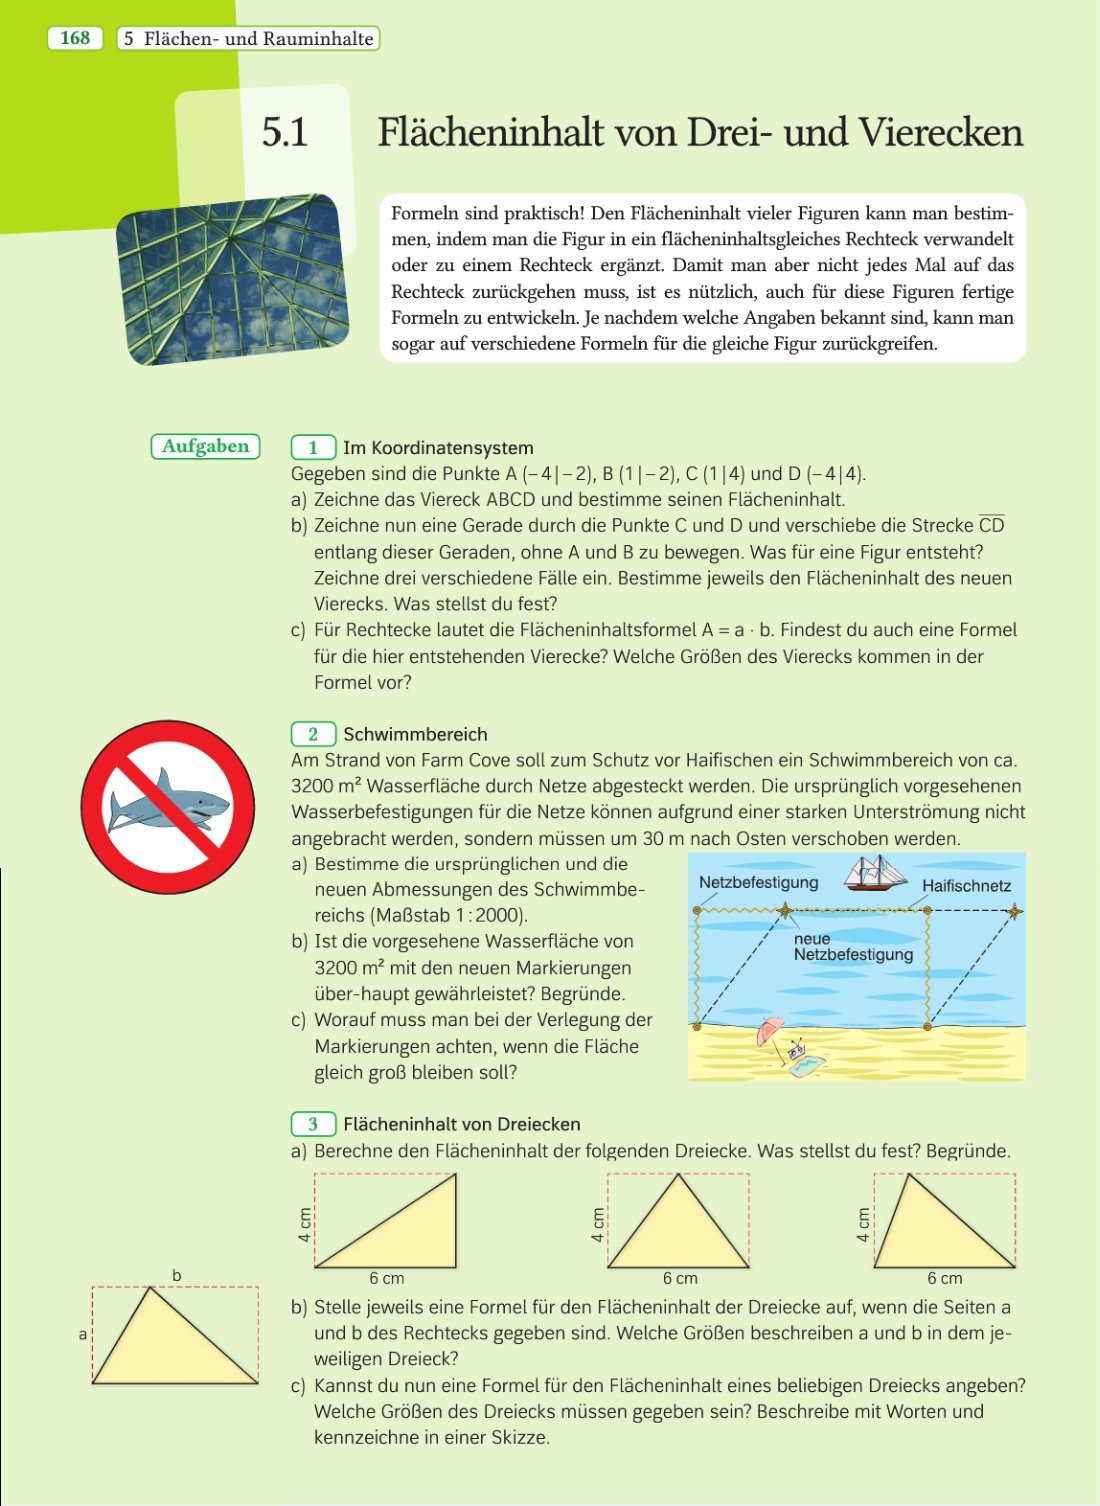 168
5 Flächen- und Rauminhalte
5.1 Flächeninhalt von Drei- und Vierecken
Formeln sind praktisch! Den Flächeninhalt vieler Figuren kann man bestim-
men, indem man die Figur in ein flächeninhaltsgleiches Rechteck verwandelt
oder zu einem Rechteck ergänzt. Damit man aber nicht jedes Mal auf das
Rechteck zurückgehen muss, ist es nützlich, auch für diese Figuren fertige
Formeln zu entwickeln. Je nachdem welche Angaben bekannt sind, kann man
sogar auf verschiedene Formeln für die gleiche Figur zurückgreifen.
Aufgaben
1 Im Koordinatensystem
Gegeben sind die Punkte A (– 4 | – 2), B (1 | – 2), C (1 | 4) und D (– 4 | 4).
a) Zeichne das Viereck ABCD und bestimme seinen Flächeninhalt.
b) Zeichne nun eine Gerade durch die Punkte C und D und verschiebe die Strecke C̅D̅
entlang dieser Geraden, ohne A und B zu bewegen. Was für eine Figur entsteht?
Zeichne drei verschiedene Fälle ein. Bestimme jeweils den Flächeninhalt des neuen
Vierecks. Was stellst du fest?
c) Für Rechtecke lautet die Flächeninhaltsformel A = a · b. Findest du auch eine Formel
für die hier entstehenden Vierecke? Welche Größen des Vierecks kommen in der
Formel vor?
2 Schwimmbereich
Am Strand von Farm Cove soll zum Schutz vor Haifischen ein Schwimmbereich von ca.
3200 m² Wasserfläche durch Netze abgesteckt werden. Die ursprünglich vorgesehenen
Wasserbefestigungen für die Netze können aufgrund einer starken Unterströmung nicht
angebracht werden, sondern müssen um 30 m nach Osten verschoben werden.
a) Bestimme die ursprünglichen und die
neuen Abmessungen des Schwimmbe-
reichs (Maßstab 1 : 2000).
b) Ist die vorgesehene Wasserfläche von
3200 m² mit den neuen Markierungen
über-haupt gewährleistet? Begründe.
c) Worauf muss man bei der Verlegung der
Markierungen achten, wenn die Fläche
gleich groß bleiben soll?
Netzbefestigung
Haifischnetz
neue
Netzbefestigung
3 Flächeninhalt von Dreiecken
a) Berechne den Flächeninhalt der folgenden Dreiecke. Was stellst du fest? Begründe.
4 cm
6 cm
4 cm
6 cm
4 cm
6 cm
b
a
b) Stelle jeweils eine Formel für den Flächeninhalt der Dreiecke auf, wenn die Seiten a
und b des Rechtecks gegeben sind. Welche Größen beschreiben a und b in dem je-
weiligen Dreieck?
c) Kannst du nun eine Formel für den Flächeninhalt eines beliebigen Dreiecks angeben?
Welche Größen des Dreiecks müssen gegeben sein? Beschreibe mit Worten und
kennzeichne in einer Skizze.